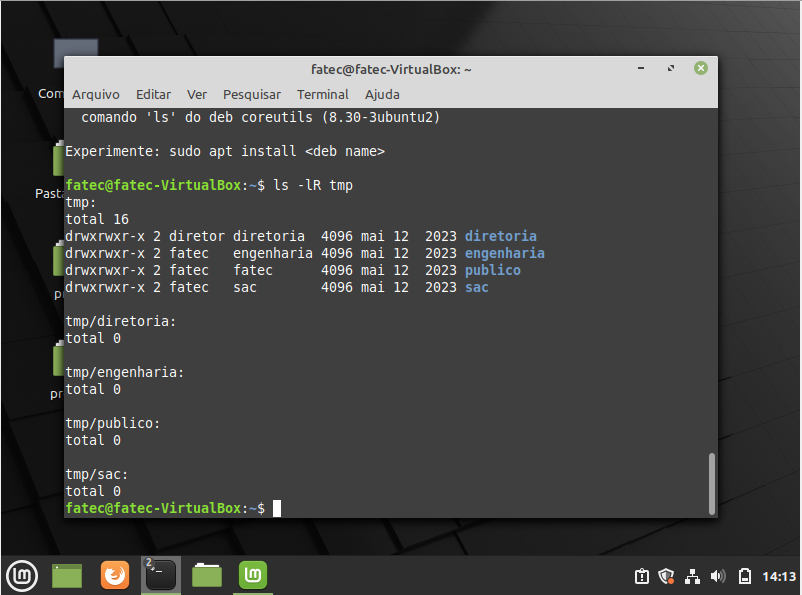 fatec@fatec-VirtualBox: ~
Arquivo Editar Ver Pesquisar Terminal Ajuda
comando 'ls' do deb coreutils (8.30-3ubuntu2)
Experimente: sudo apt install <deb name>
fatec@fatec-VirtualBox:~$ ls -lR tmp
tmp:
total 16
drwxrwxr-x 2 diretor diretoria  4096 mai 12  2023 diretoria
drwxrwxr-x 2 fatec   engenharia 4096 mai 12  2023 engenharia
drwxrwxr-x 2 fatec   fatec      4096 mai 12  2023 publico
drwxrwxr-x 2 fatec   sac        4096 mai 12  2023 sac
tmp/diretoria:
total 0
tmp/engenharia:
total 0
tmp/publico:
total 0
tmp/sac:
total 0
fatec@fatec-VirtualBox:~$
Com
Pasta
p
pr
2
14:13